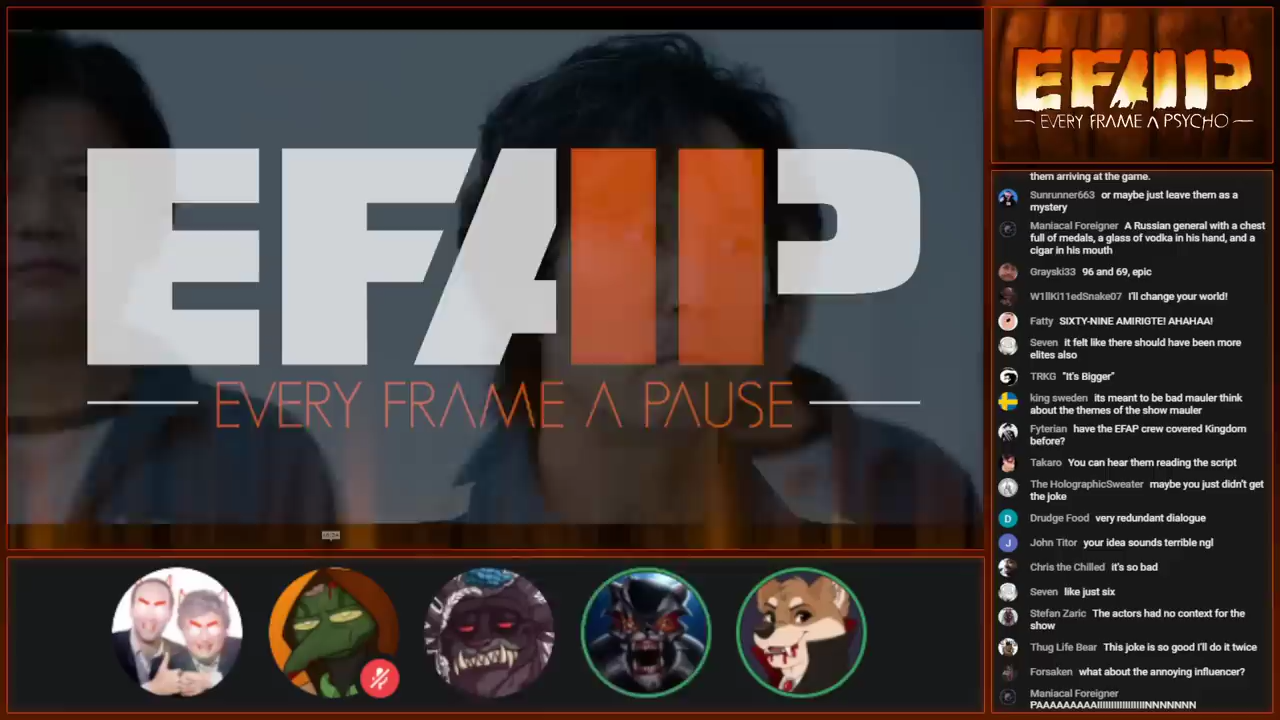 EFAIIP
EVERY FRAME A PAUSE
EFAIIP
EVERY FRAME A PSYCHO
them arriving at the game.
Sunrunner663 or maybe just leave them as a
mystery
Maniacal Foreigner A Russian general with a chest
full of medals, a glass of vodka in his hand, and a
cigar in his mouth
Grayski33 96 and 69, epic
W1llKi11edSnake07 I'll change your world!
Fatty SIXTY-NINE AMIRIGTE! AHAHAA!
Seven it felt like there should have been more
elites also
TRKG "It's Bigger"
king sweden its meant to be bad mauler think
about the themes of the show mauler
Fyterian have the EFAP crew covered Kingdom
before?
Takaro You can hear them reading the script
The HolographicSweater maybe you just didn't get
the joke
D
Drudge Food very redundant dialogue
J
John Titor your idea sounds terrible ngl
Chris the Chilled it's so bad
Seven like just six
Stefan Zaric The actors had no context for the
show
Thug Life Bear This joke is so good I'll do it twice
Forsaken what about the annoying influencer?
Maniacal Foreigner
PAAAAAAAAIIIIIIIIIIIIIIIIINNNNNNN